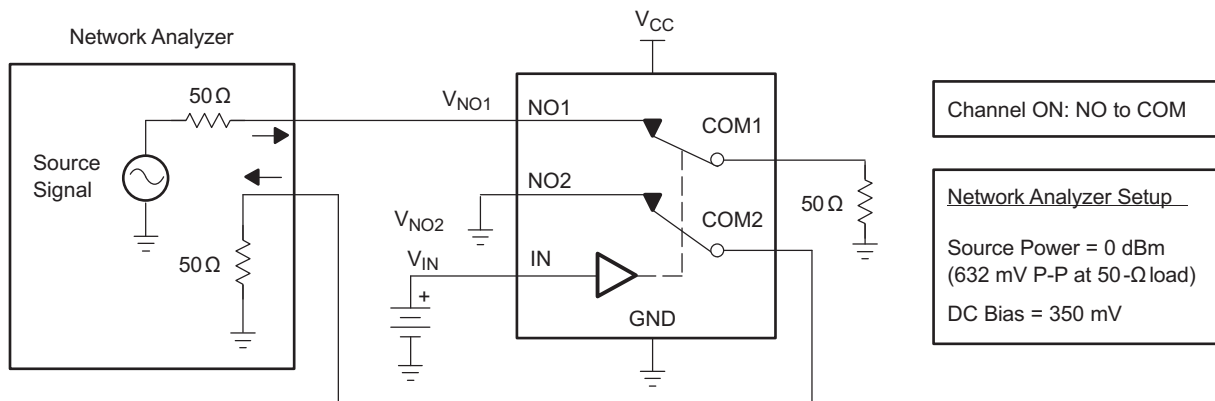 V_CC
Network Analyzer
50 Ω
V_NO1
NO1
COM1
Channel ON: NO to COM
Source
Signal
NO2
V_NO2
COM2
50 Ω
Network Analyzer Setup
50 Ω
V_IN
IN
Source Power = 0 dBm
(632 mV P-P at 50-Ω load)
+
GND
DC Bias = 350 mV